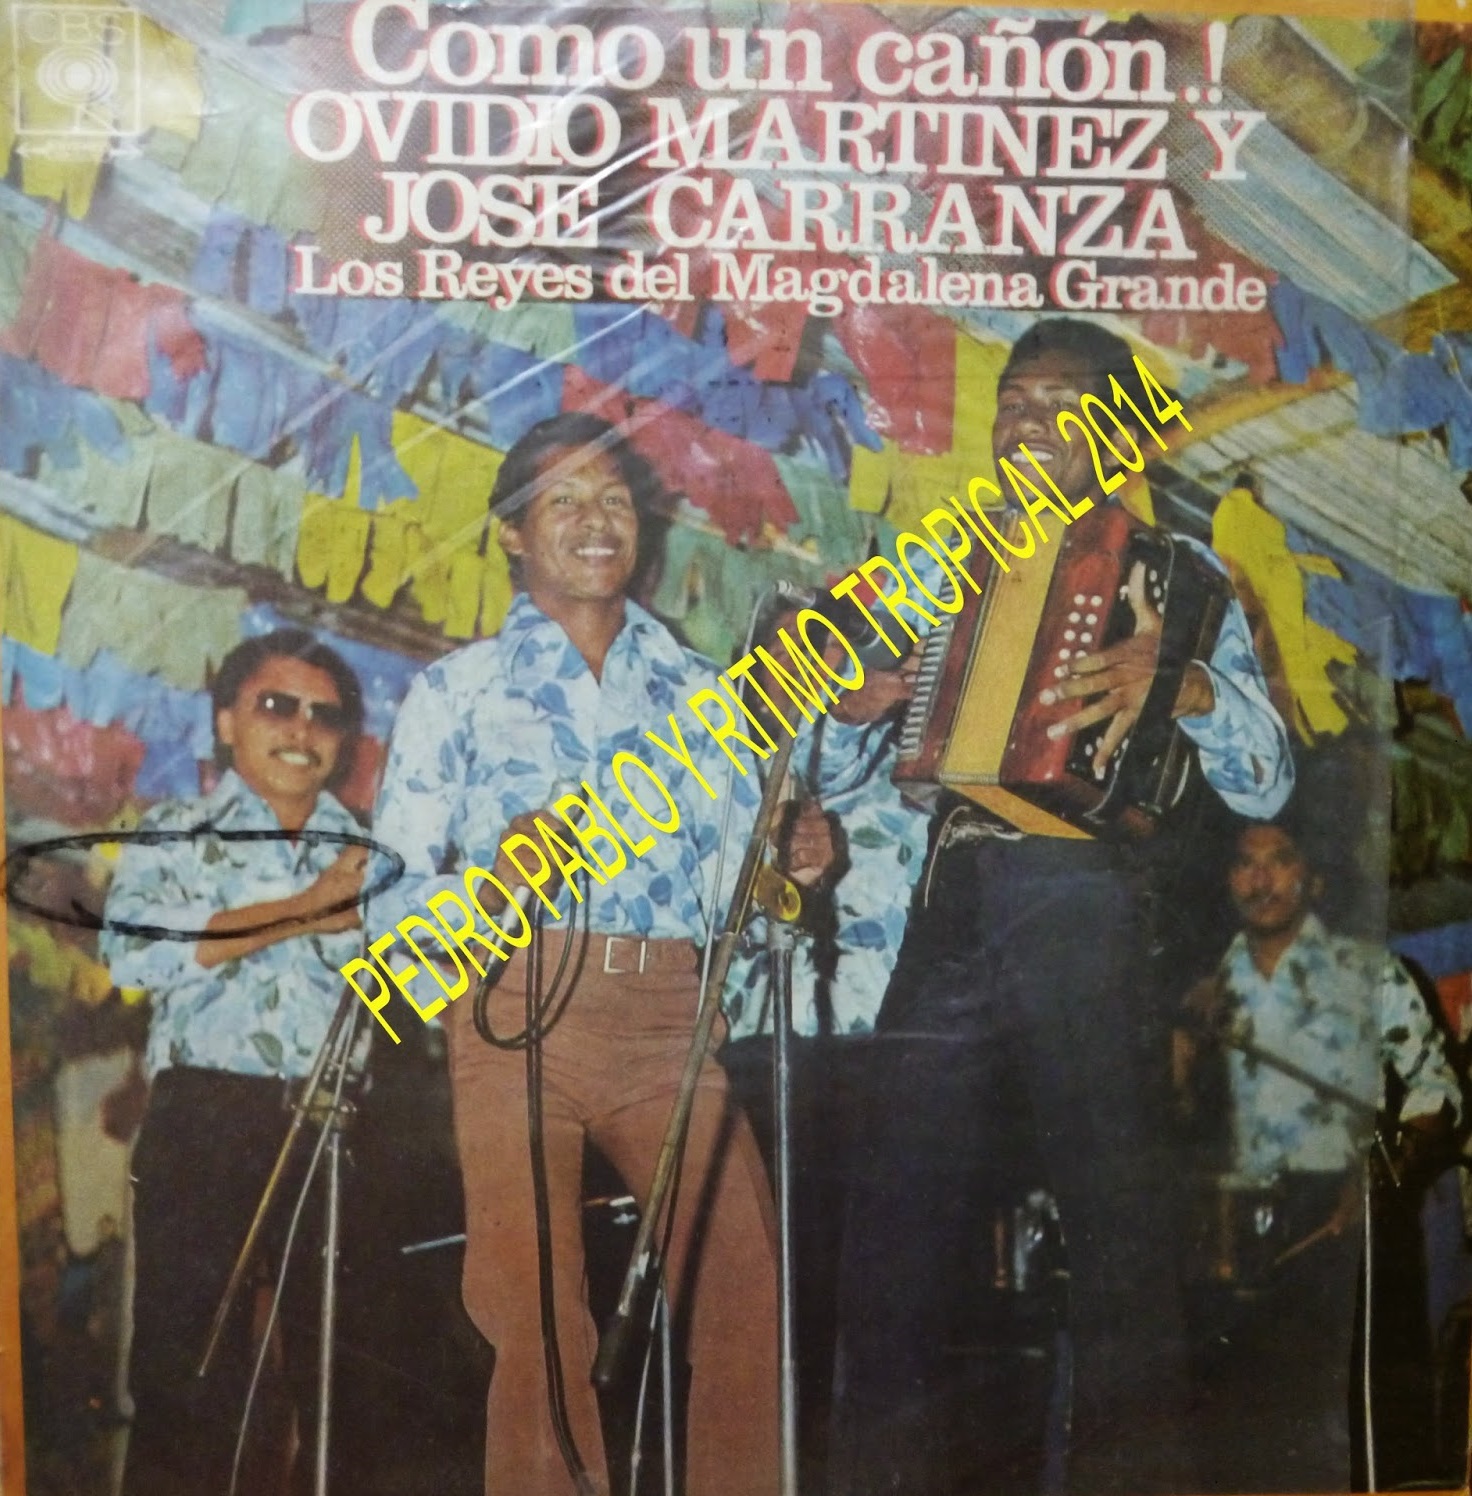 CBS
Como un cañón.!
OVIDIO MARTINEZ Y
JOSE CARRANZA
Los Reyes del Magdalena Grande
PEDRO PABLO Y RITMO TROPICAL 2014